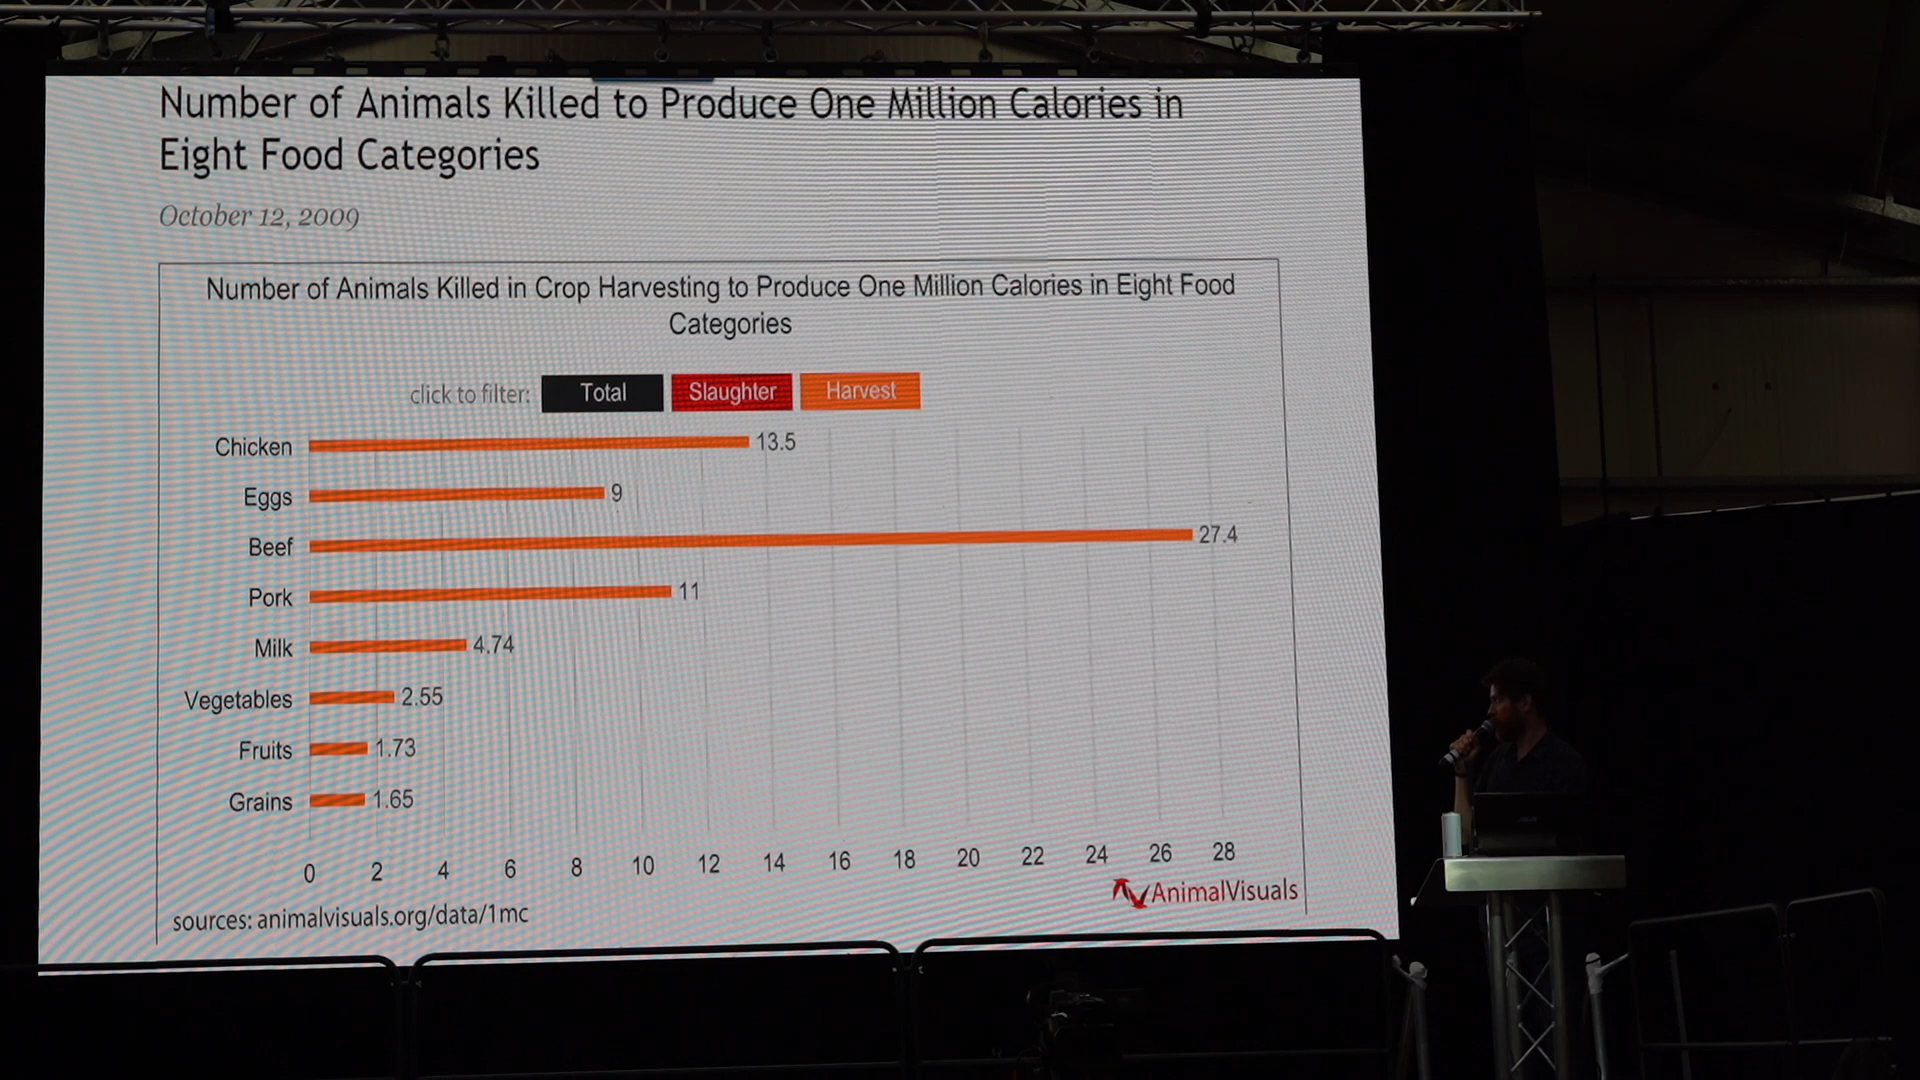 Number of Animals Killed to Produce One Million Calories in
Eight Food Categories
October 12, 2009
Number of Animals Killed in Crop Harvesting to Produce One Million Calories in Eight Food
Categories
click to filter: Total Slaughter Harvest
Chicken 13.5
Eggs 9
Beef 27.4
Pork 11
Milk 4.74
Vegetables 2.55
Fruits 1.73
Grains 1.65
0 2 4 6 8 10 12 14 16 18 20 22 24 26 28
AnimalVisuals
sources: animalvisuals.org/data/1mc